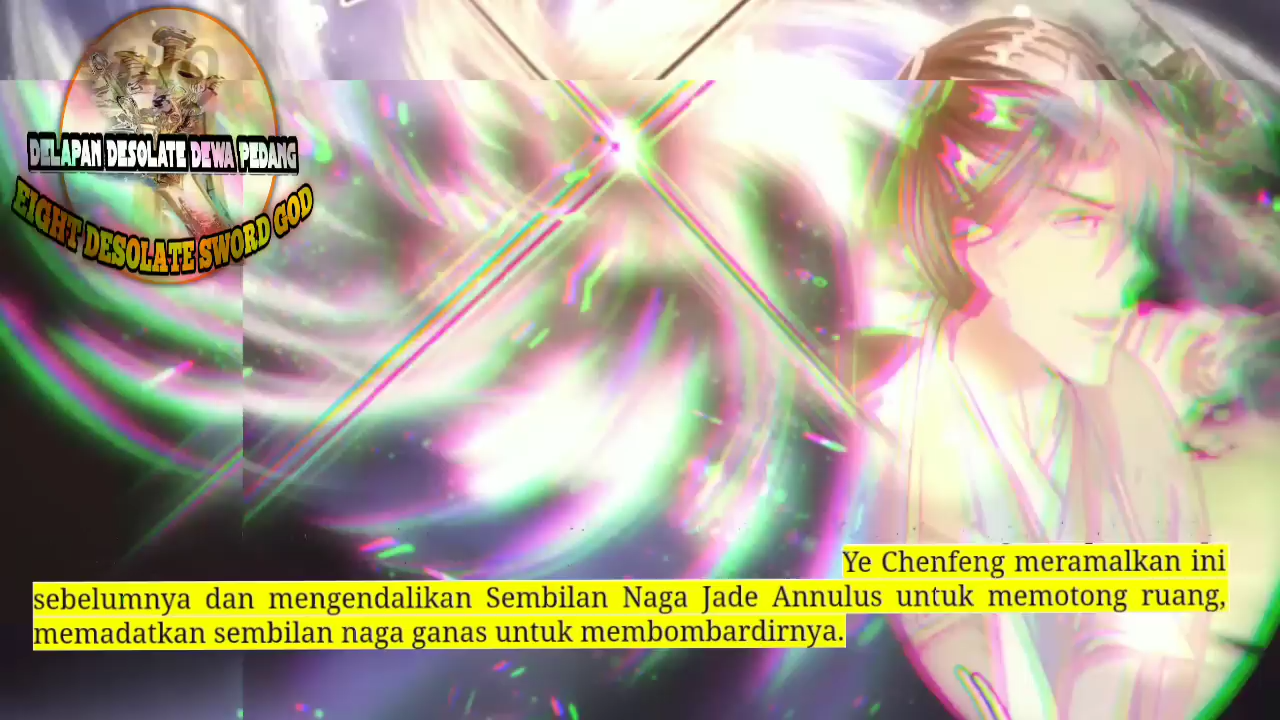 DELAPAN DESOLATE DEWA PEDANG
EIGHT DESOLATE SWORD GOD
Ye Chenfeng meramalkan ini
sebelumnya dan mengendalikan Sembilan Naga Jade Annulus untuk memotong ruang,
memadatkan sembilan naga ganas untuk membombardirnya.